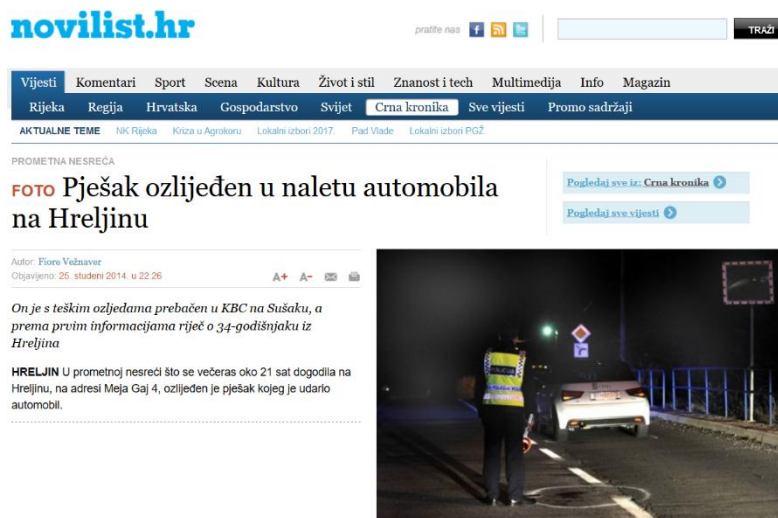 novilist.hr
pratite nas
TRAŽI
Vijesti Komentari Sport Scena Kultura Život i stil Znanost i tech Multimedija Info Magazin
Rijeka Regija Hrvatska Gospodarstvo Svijet Crna kronika Sve vijesti Promo sadržaji
AKTUALNE TEME NK Rijeka Kriza u Agrokoru Lokalni izbori 2017. Pad Vlade Lokalni izbori PGŽ
PROMETNA NESREĆA
FOTO Pješak ozlijeđen u naletu automobila
na Hreljinu
Pogledaj sve iz: Crna kronika
Pogledaj sve vijesti
Autor: Fiore Vežnaver
Objavljeno: 25. studeni 2014. u 22:26
A+ A-
On je s teškim ozljedama prebačen u KBC na Sušaku, a
prema prvim informacijama riječ o 34-godišnjaku iz
Hreljina
HRELJIN U prometnoj nesreći što se večeras oko 21 sat dogodila na
Hreljinu, na adresi Meja Gaj 4, ozlijeđen je pješak kojeg je udario
automobil.
POLICIJA